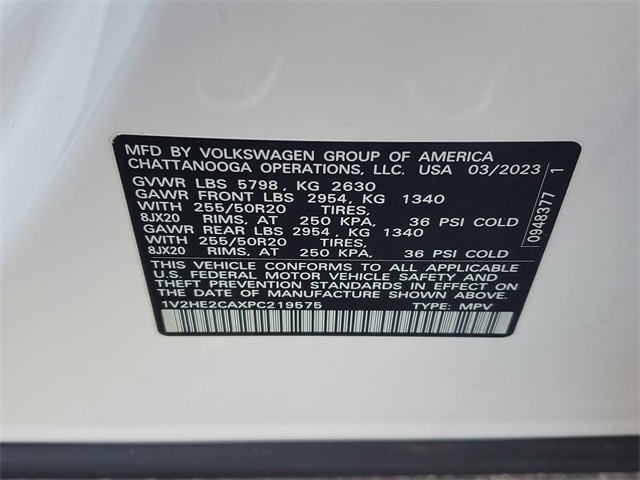 MFD BY VOLKSWAGEN GROUP OF AMERICA
CHATTANOOGA OPERATIONS, LLC. USA 03/2023
GVWR LBS 5798, KG 2630
GAWR FRONT LBS 2954, KG 1340
WITH 255/50R20 TIRES,
8JX20 RIMS, AT 250 KPA, 36 PSI COLD
GAWR REAR LBS 2954, KG 1340
WITH 255/50R20 TIRES,
8JX20 RIMS, AT 250 KPA, 36 PSI COLD
THIS VEHICLE CONFORMS TO ALL APPLICABLE
U.S. FEDERAL MOTOR VEHICLE SAFETY AND
THEFT PREVENTION STANDARDS IN EFFECT ON THE
DATE OF MANUFACTURE SHOWN ABOVE.
1V2HE2CAXPC219575 TYPE: MPV
0948377 1